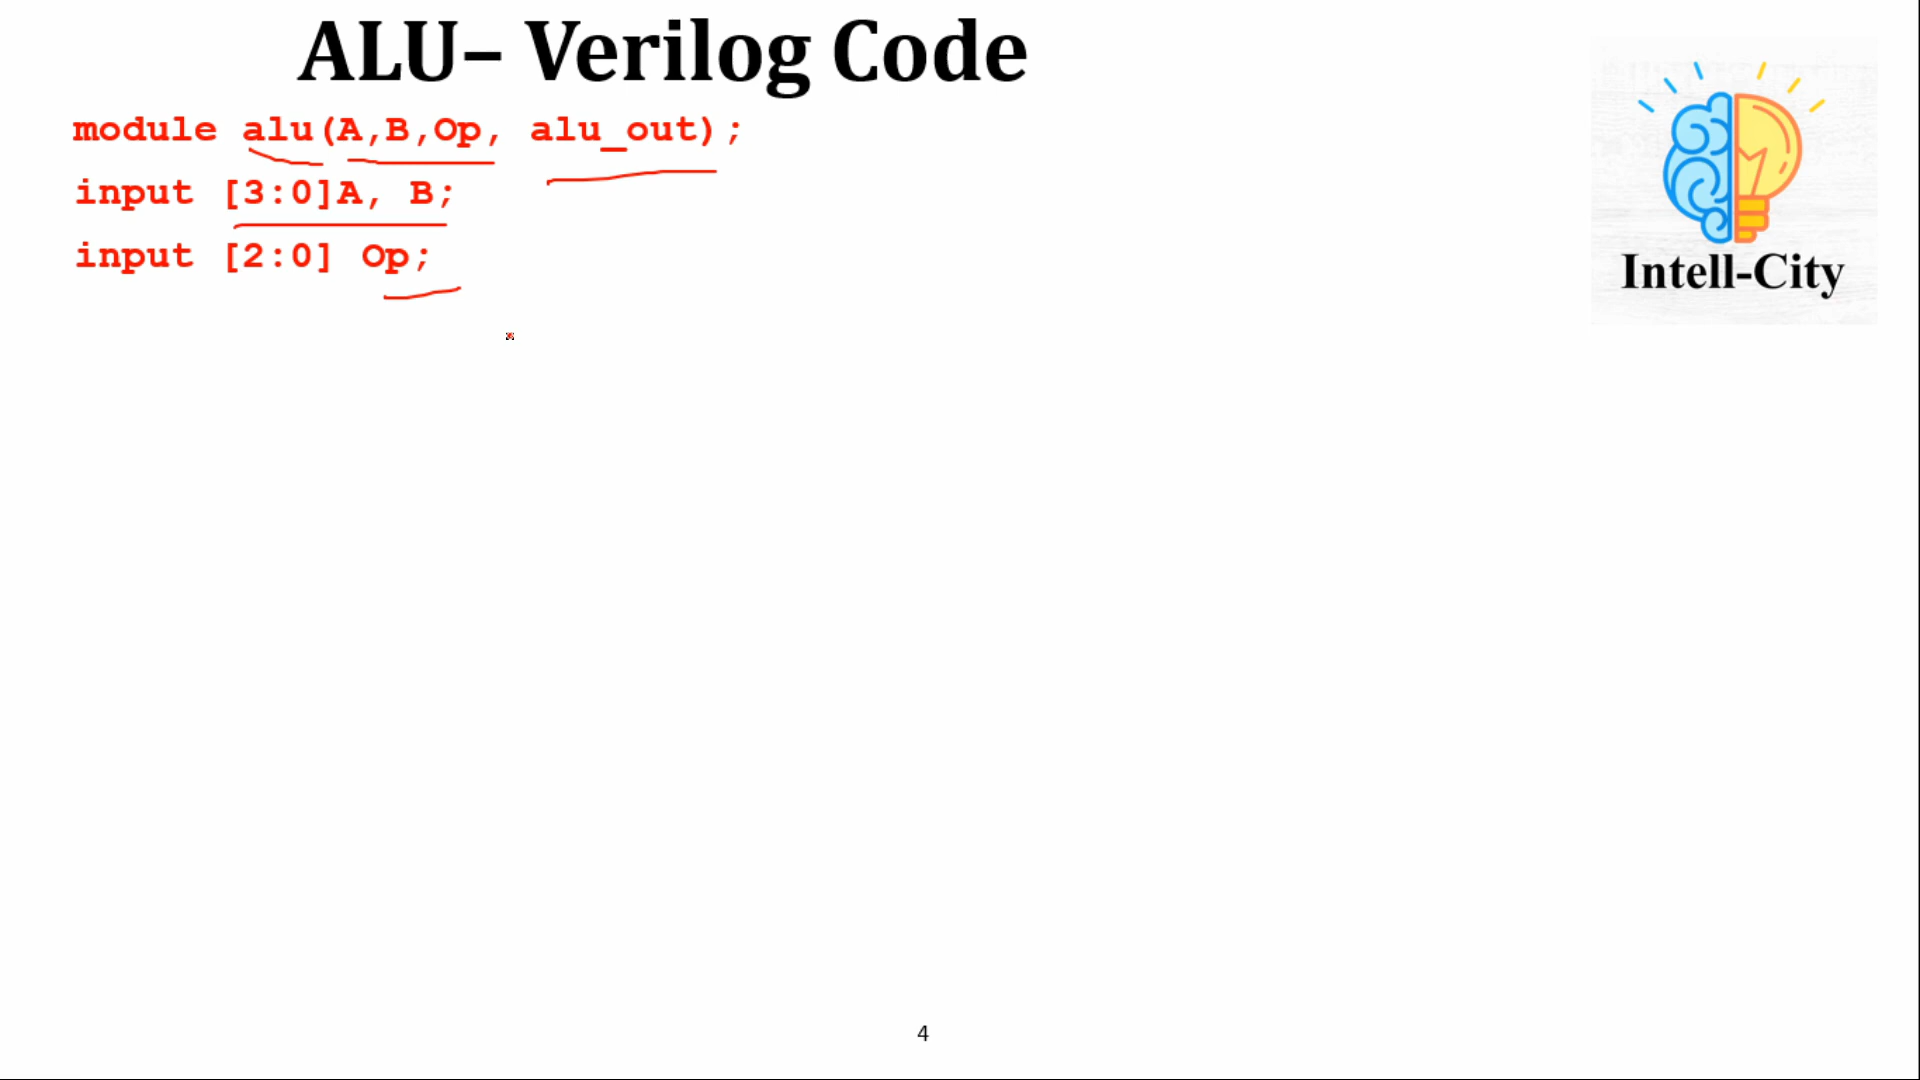 ALU– Verilog Code
module alu(A,B,Op, alu_out);
input [3:0]A, B;
input [2:0] Op;
Intell-City
4